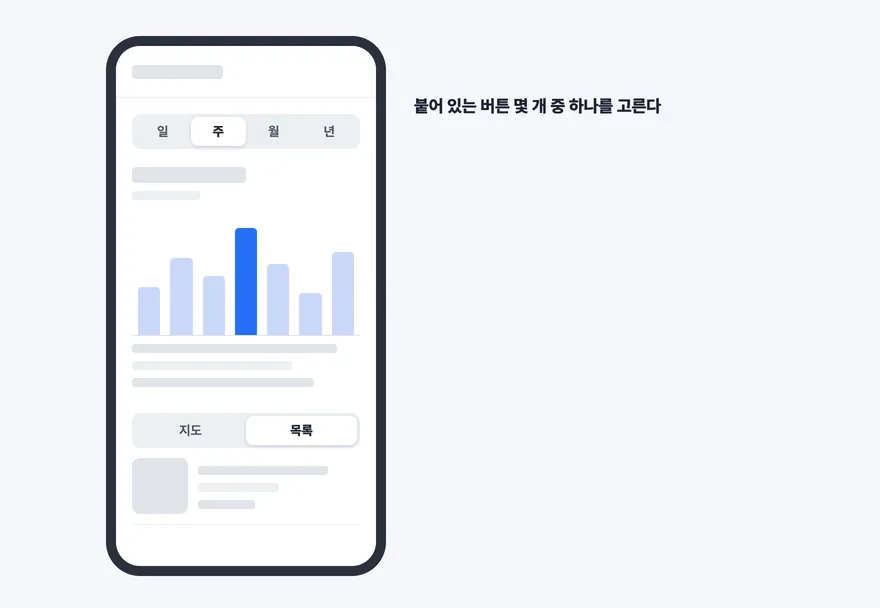 붙어 있는 버튼 몇 개 중 하나를 고른다
일 주 월 년
지도 목록